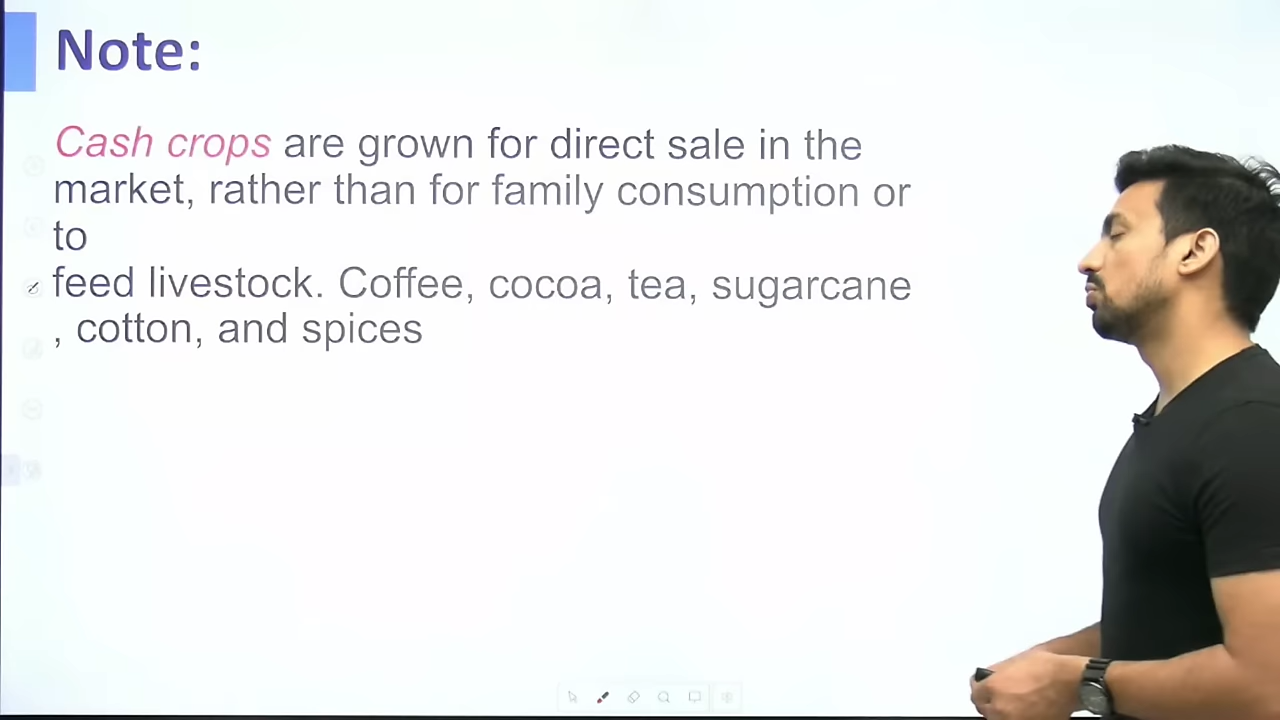 Note:
Cash crops are grown for direct sale in the
market, rather than for family consumption or
to
feed livestock. Coffee, cocoa, tea, sugarcane
, cotton, and spices